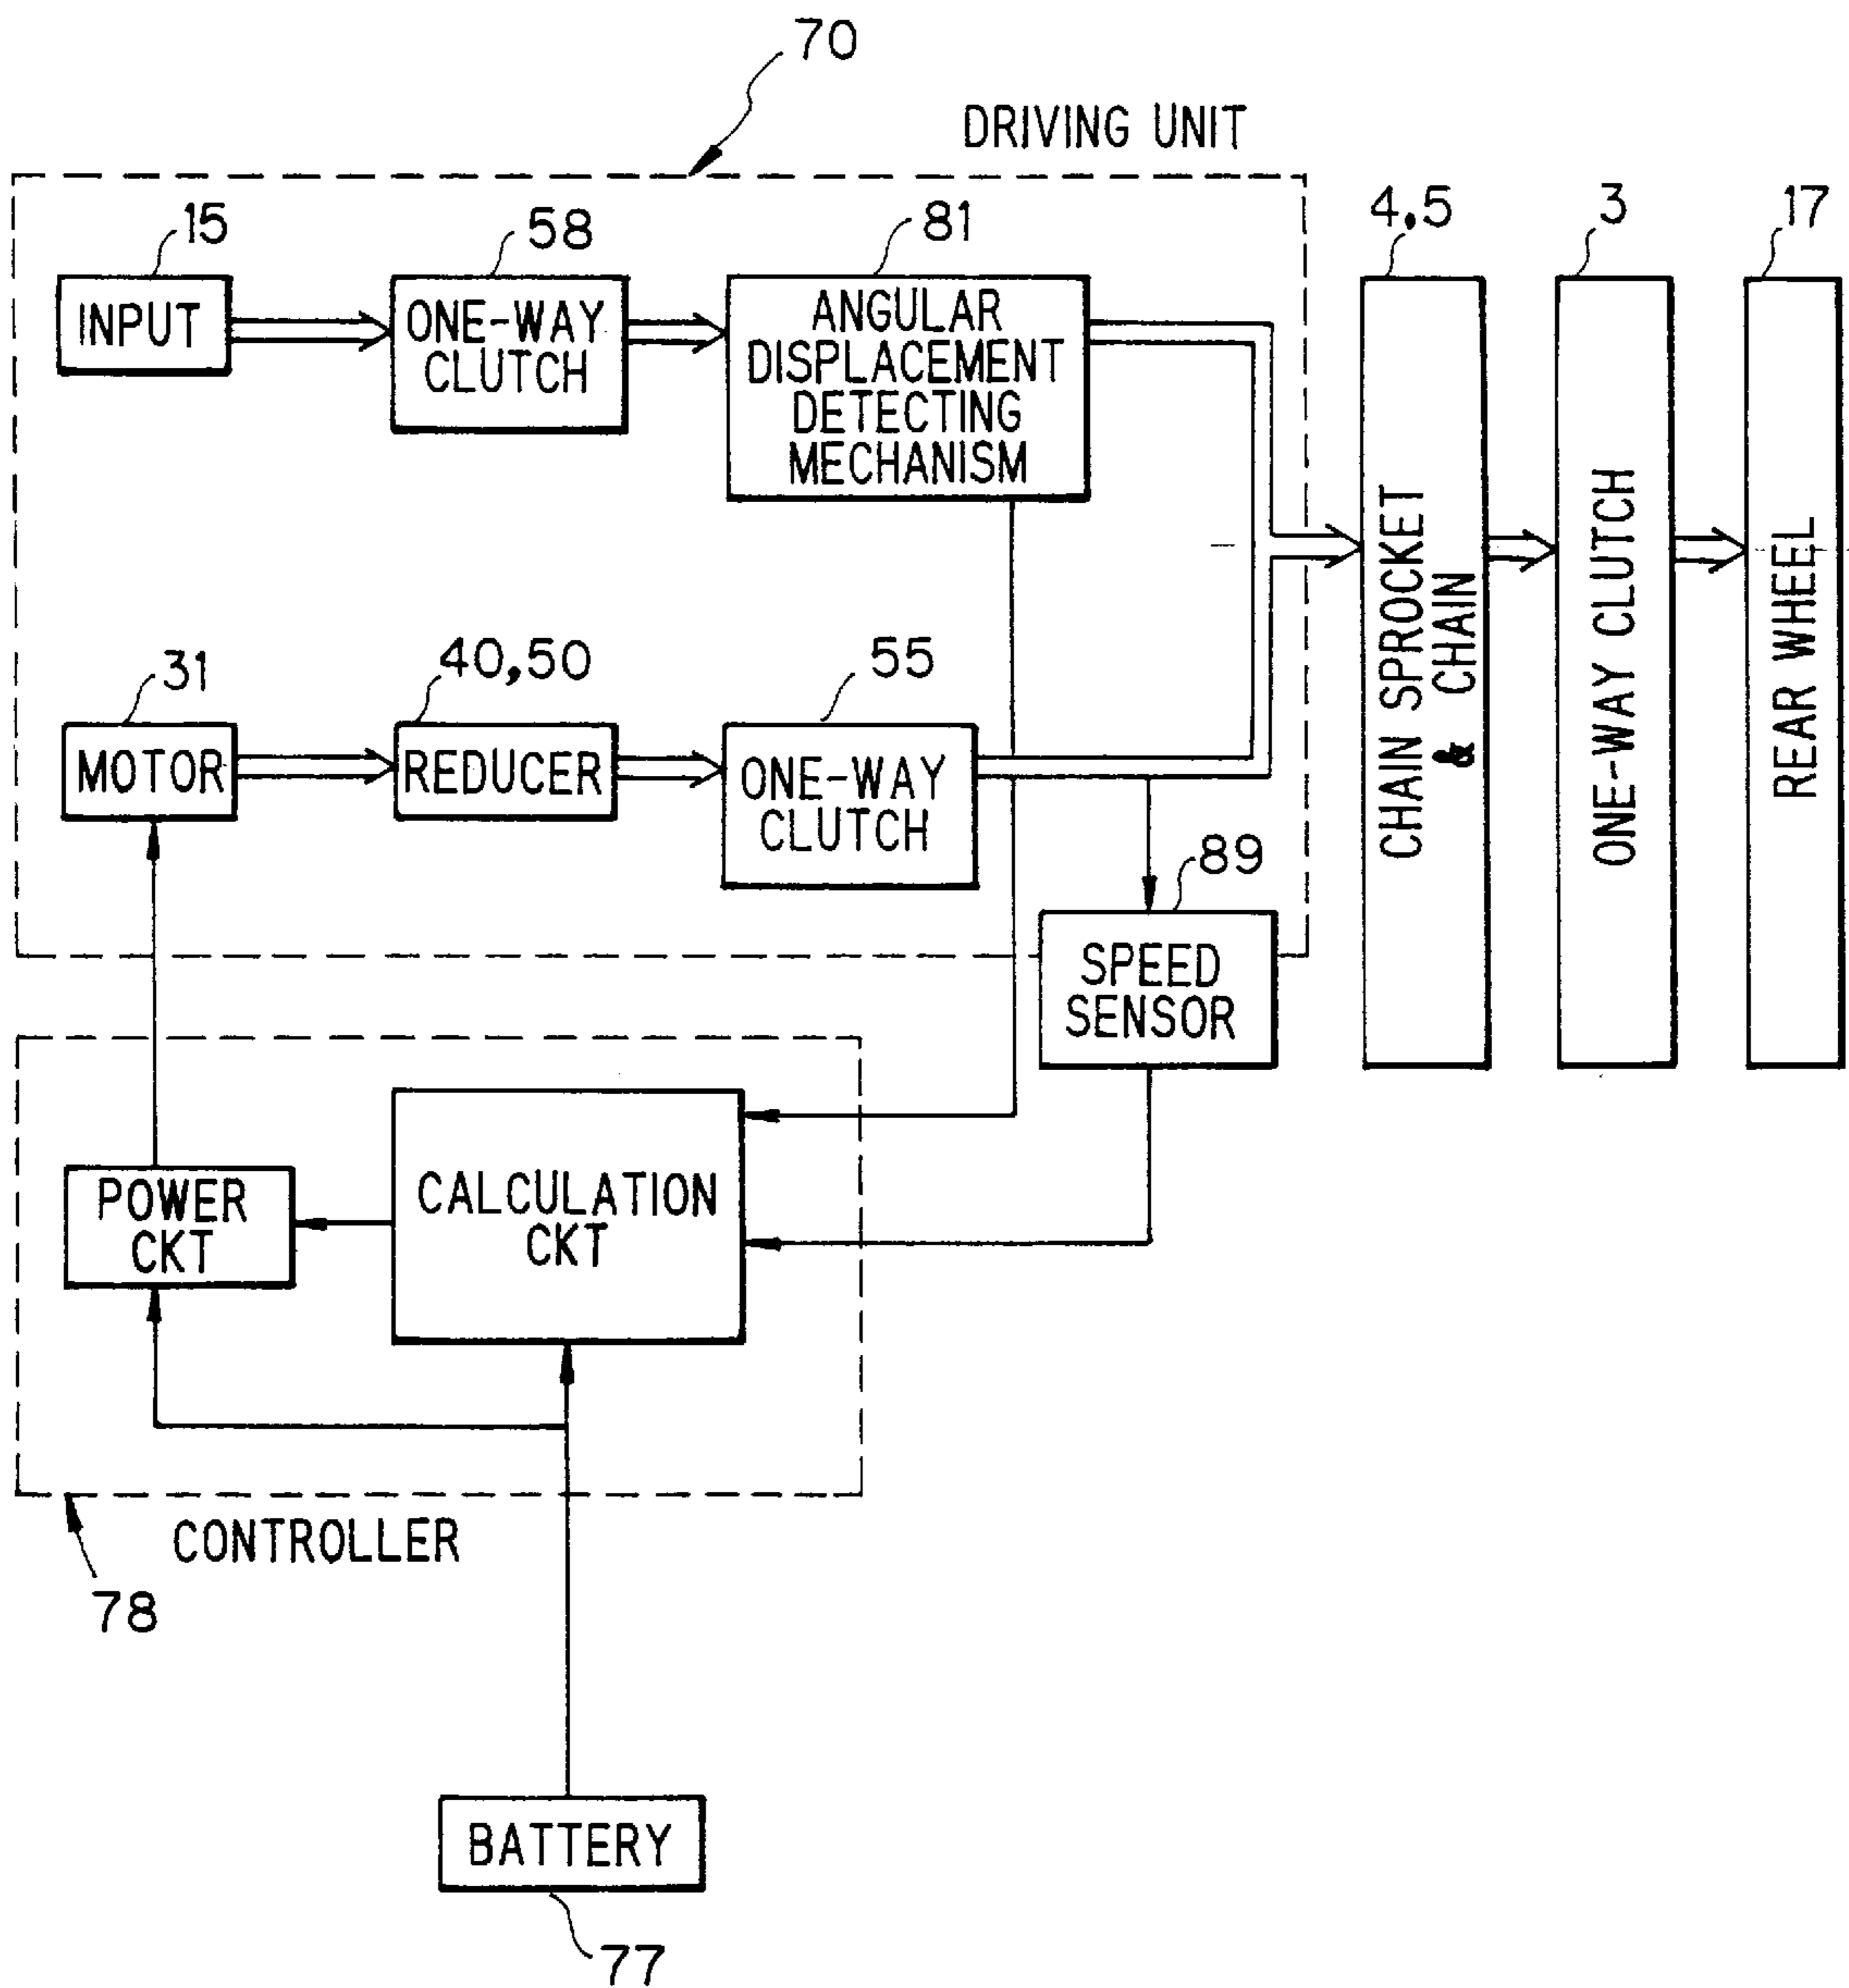 70
DRIVING UNIT
15
58
81
4,5
3
17
INPUT
ONE-WAY
CLUTCH
ANGULAR
DISPLACEMENT
DETECTING
MECHANISM
CHAIN SPROCKET
& CHAIN
ONE-WAY CLUTCH
REAR WHEEL
31
40,50
55
MOTOR
REDUCER
ONE-WAY
CLUTCH
89
SPEED
SENSOR
POWER
CKT
CALCULATION
CKT
CONTROLLER
78
BATTERY
77